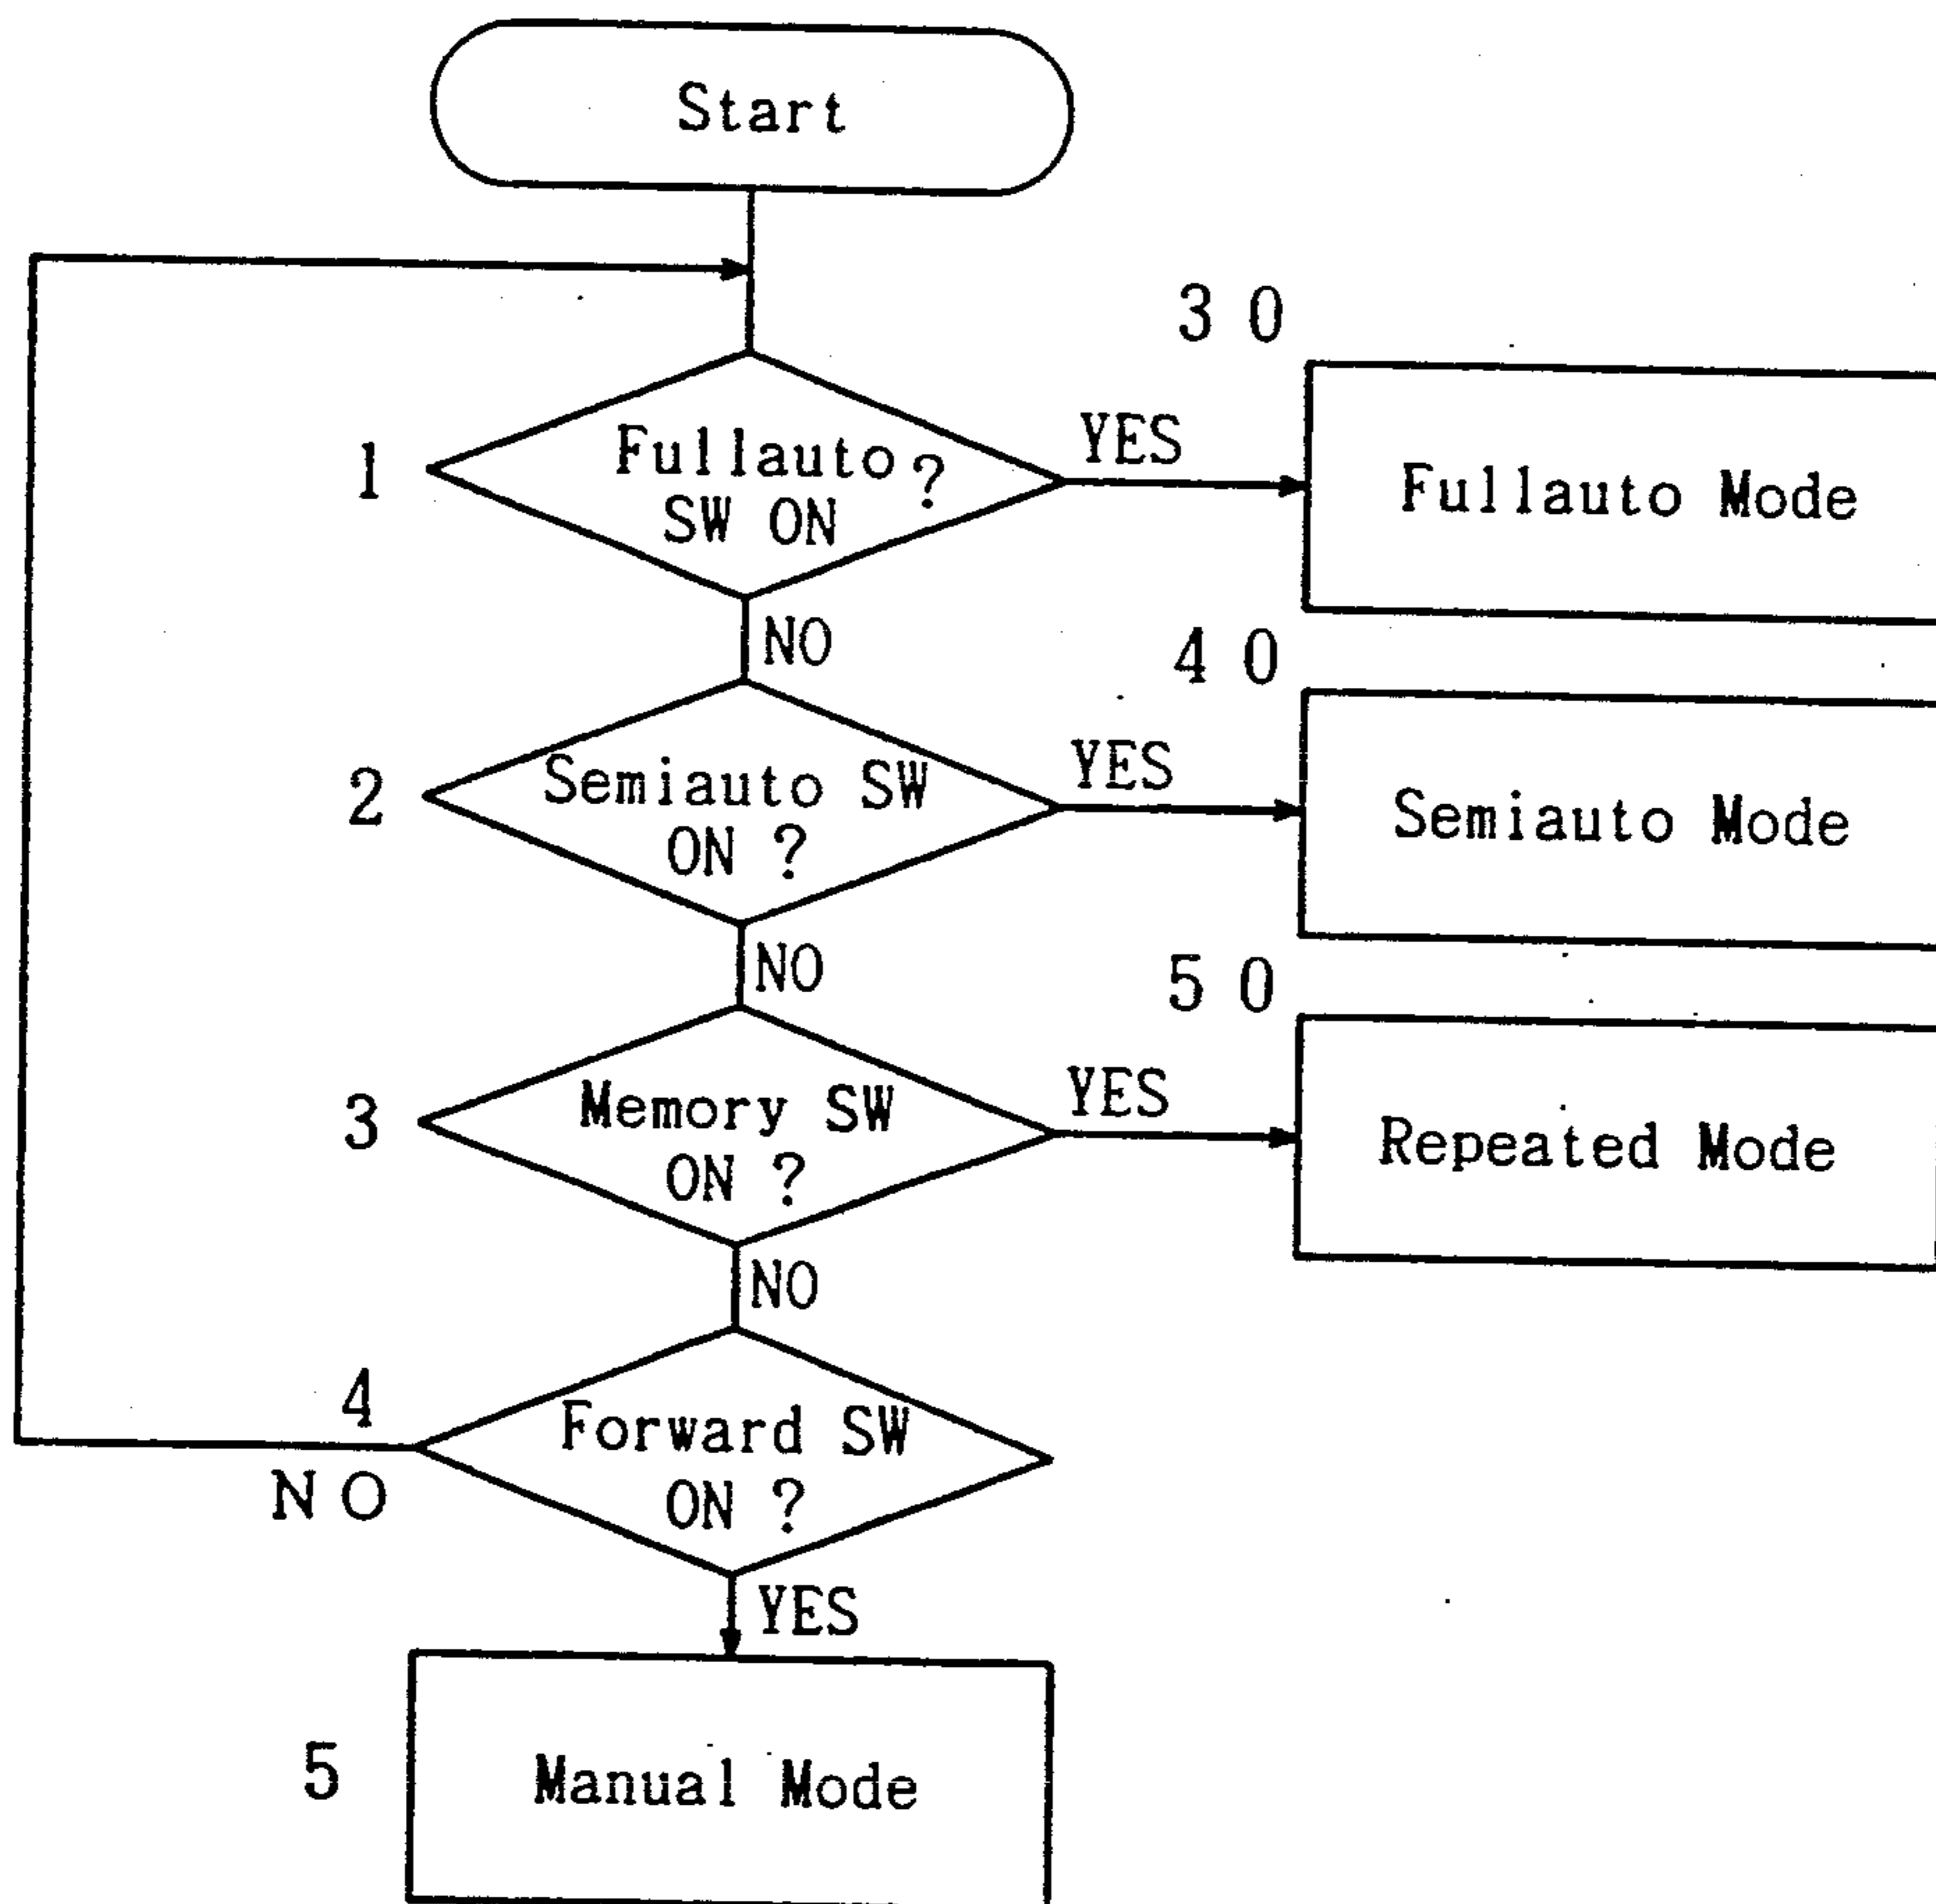 Start
3 0
1
Fullauto ?
SW ON
YES
Fullauto Mode
NO
4 0
2
Semiauto SW
ON ?
YES
Semiauto Mode
NO
5 0
3
Memory SW
ON ?
YES
Repeated Mode
NO
4
Forward SW
ON ?
NO
YES
5
Manual Mode